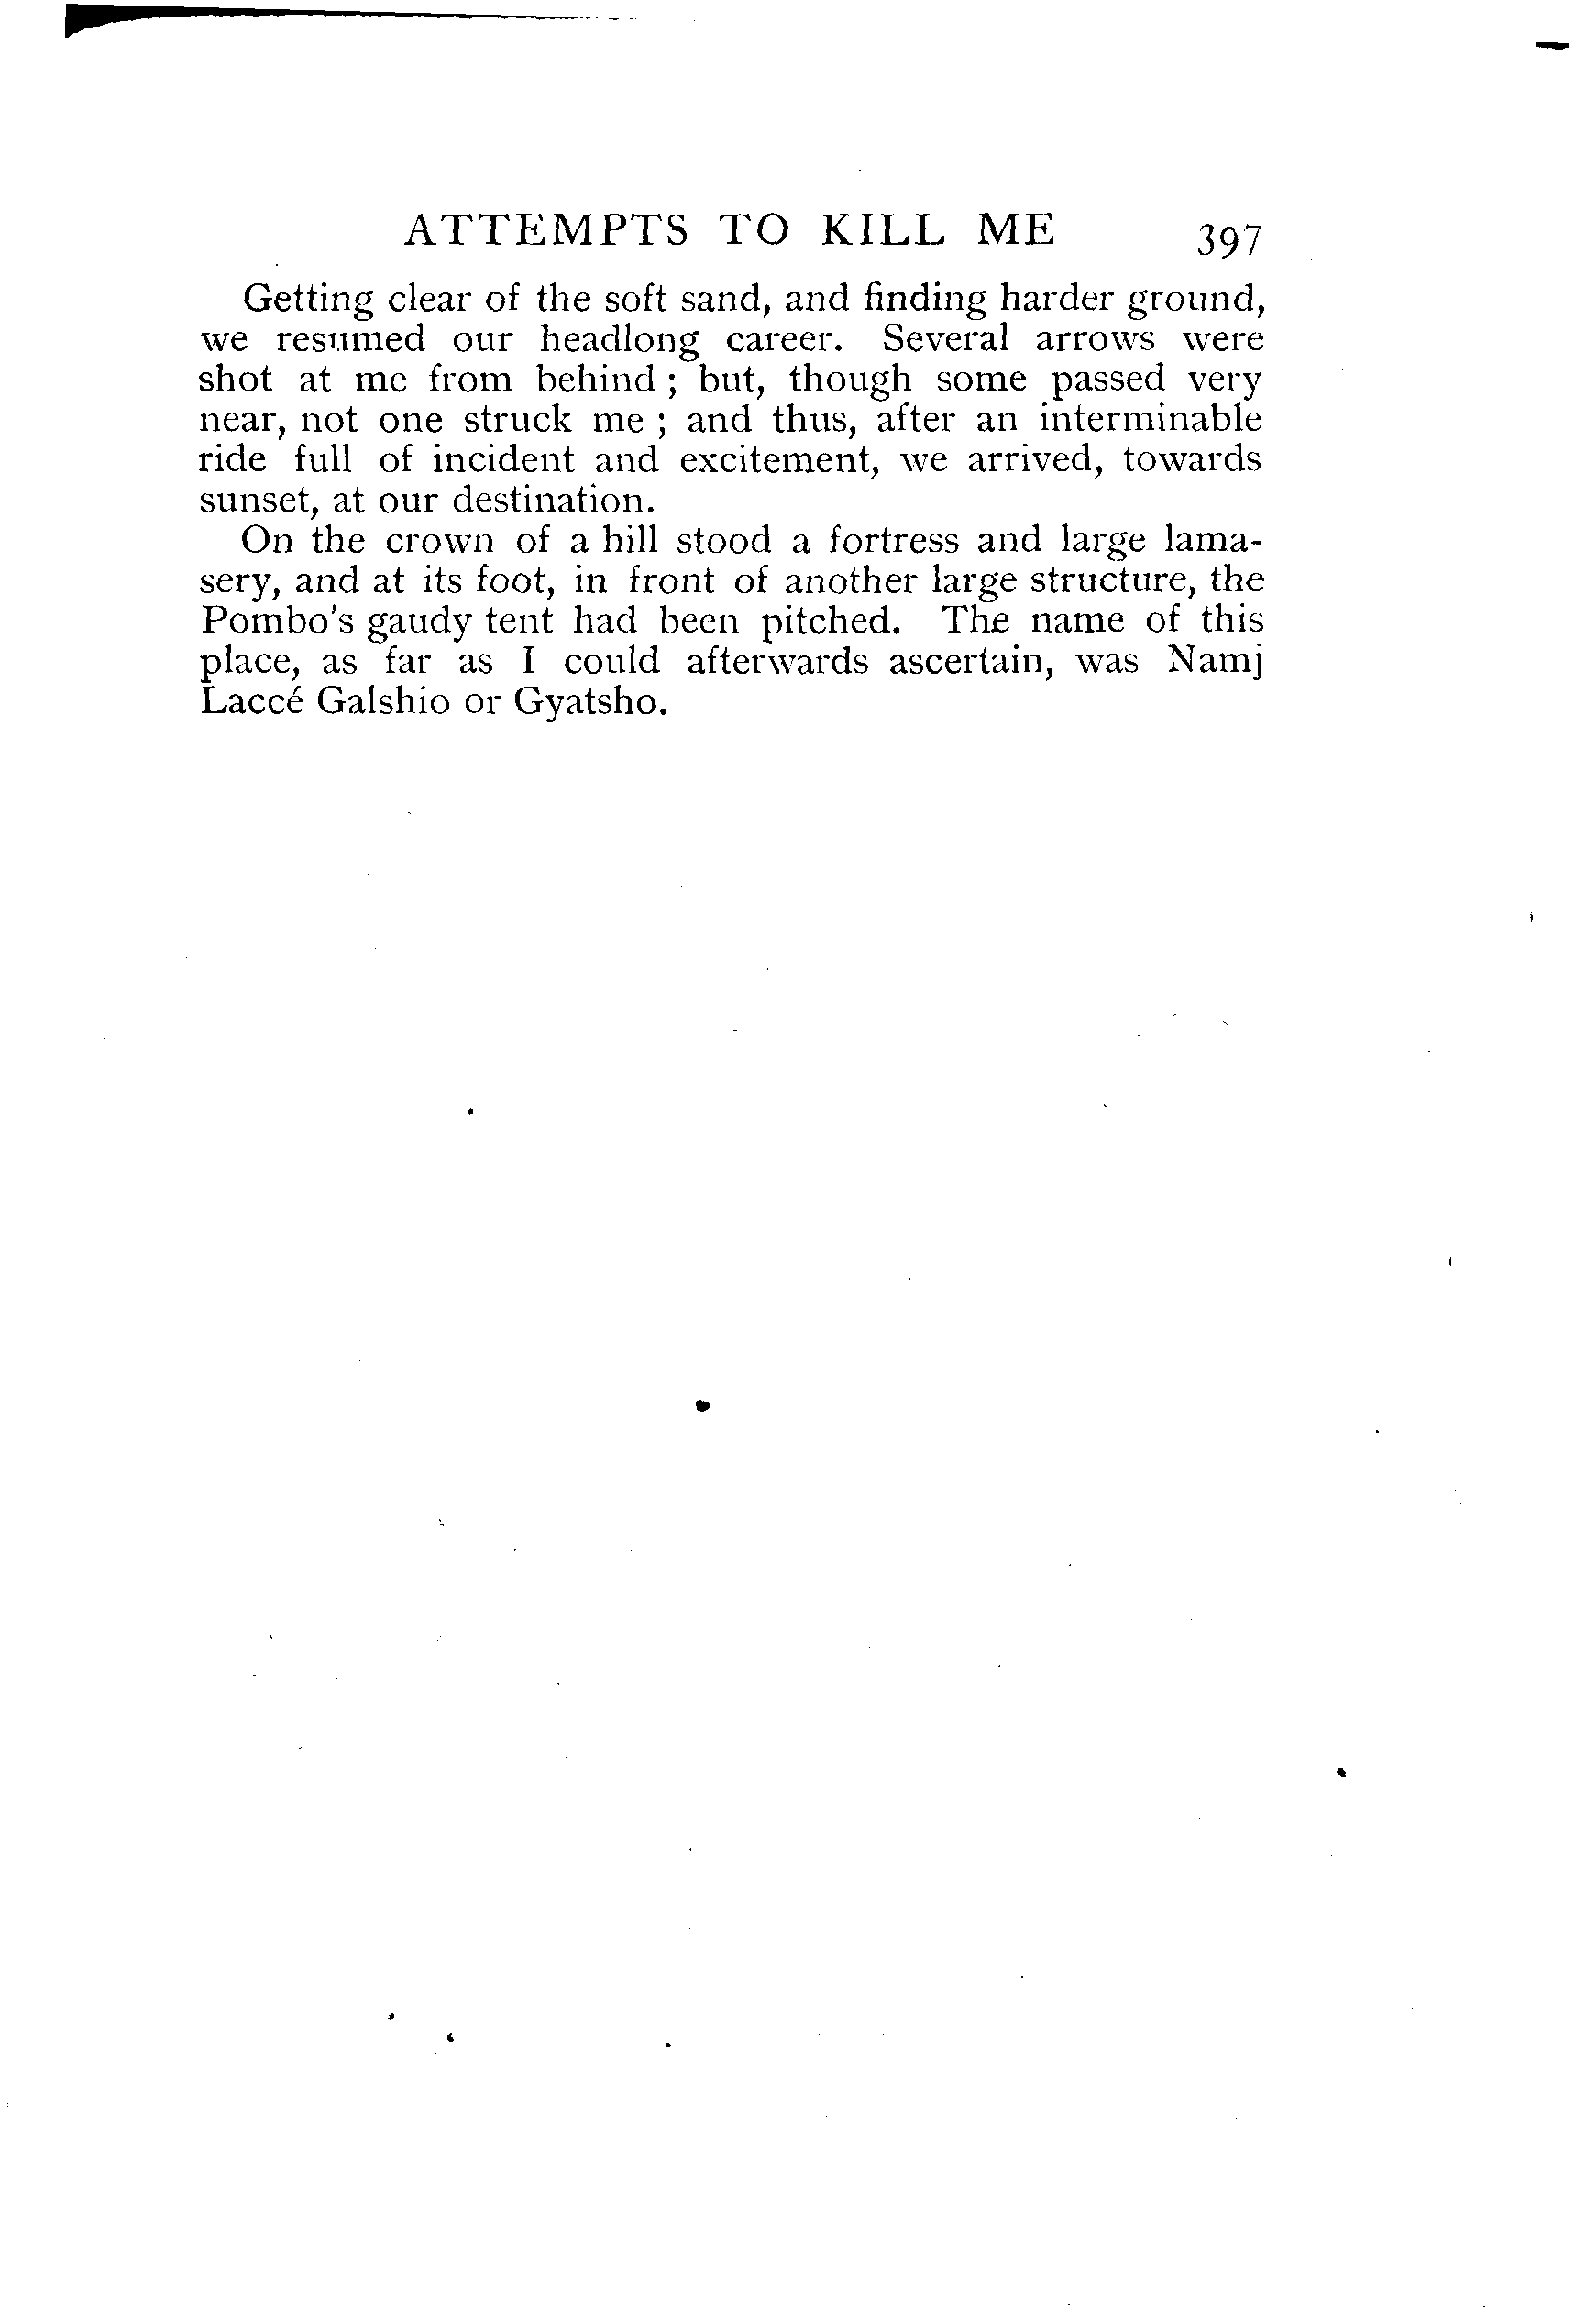 ATTEMPTS TO KILL ME 397
Getting clear of the soft sand, and finding harder ground,
we resumed our headlong career. Several arrows were
shot at me from behind ; but, though some passed very
near, not one struck me ; and thus, after an interminable
ride full of incident and excitement, we arrived, towards
sunset, at our destination.
On the crown of a hill stood a fortress and large lama-
sery, and at its foot, in front of another large structure, the
Pombo's gaudy tent had been pitched. The name of this
place, as far as I could afterwards ascertain, was Namj
Laccé Galshio or Gyatsho.